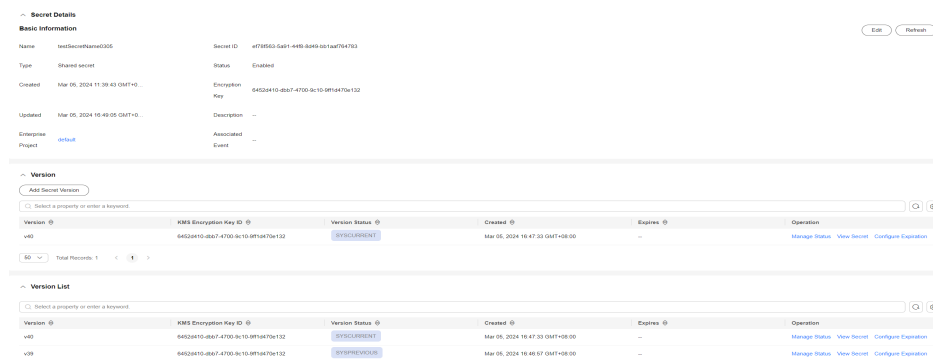 Secret Details
Basic Information
Edit Refresh
Name testSecretName0305 Secret ID ef78f563-5a91-44f8-8d49-bb1aaf764783
Type Shared secret Status Enabled
Created Mar 05, 2024 11:39:43 GMT+0... Encryption Key 6452d410-dbb7-4700-9c10-9ff1d470e132
Updated Mar 05, 2024 16:49:05 GMT+0... Description --
Enterprise Project default Associated Event --
Version
Add Secret Version
Select a property or enter a keyword.
Version KMS Encryption Key ID Version Status Created Expires Operation
v40 6452d410-dbb7-4700-9c10-9ff1d470e132 SYSCURRENT Mar 05, 2024 16:47:33 GMT+08:00 -- Manage Status View Secret Configure Expiration
50 Total Records: 1 < 1 >
Version List
Select a property or enter a keyword.
Version KMS Encryption Key ID Version Status Created Expires Operation
v40 6452d410-dbb7-4700-9c10-9ff1d470e132 SYSCURRENT Mar 05, 2024 16:47:33 GMT+08:00 -- Manage Status View Secret Configure Expiration
v39 6452d410-dbb7-4700-9c10-9ff1d470e132 SYSPREVIOUS Mar 05, 2024 16:46:57 GMT+08:00 -- Manage Status View Secret Configure Expiration